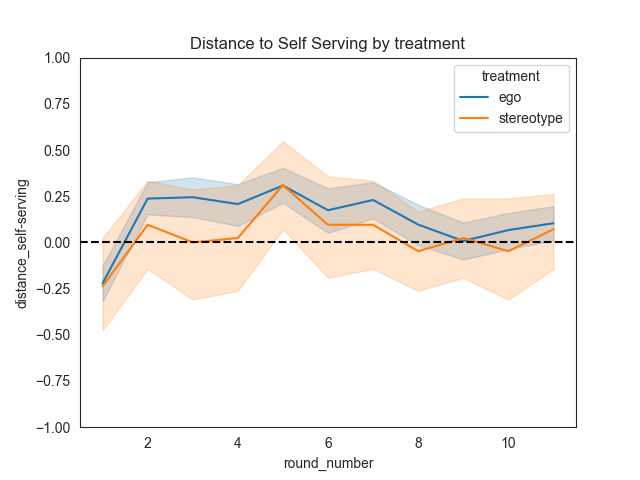 Distance to Self Serving by treatment
treatment
ego
stereotype
distance_self-serving
1.00
0.75
0.50
0.25
0.00
−0.25
−0.50
−0.75
−1.00
2 4 6 8 10
round_number